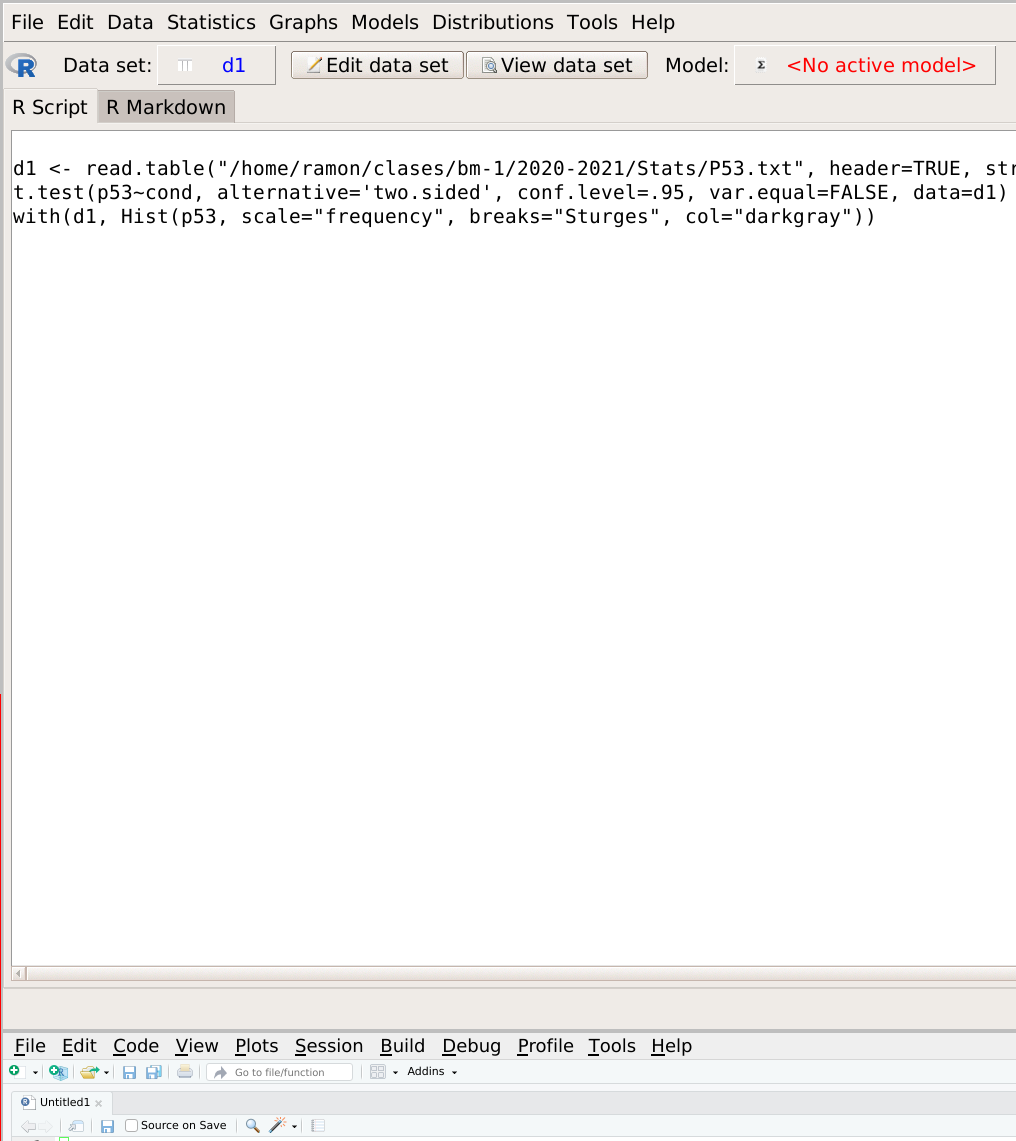 File Edit Data Statistics Graphs Models Distributions Tools Help
R Data set: d1 Edit data set View data set Model: Σ <No active model>
R Script R Markdown
d1 <- read.table("/home/ramon/clases/bm-1/2020-2021/Stats/P53.txt", header=TRUE, str
t.test(p53~cond, alternative='two.sided', conf.level=.95, var.equal=FALSE, data=d1)
with(d1, Hist(p53, scale="frequency", breaks="Sturges", col="darkgray"))
File Edit Code View Plots Session Build Debug Profile Tools Help
Go to file/function Addins
Untitled1
Source on Save